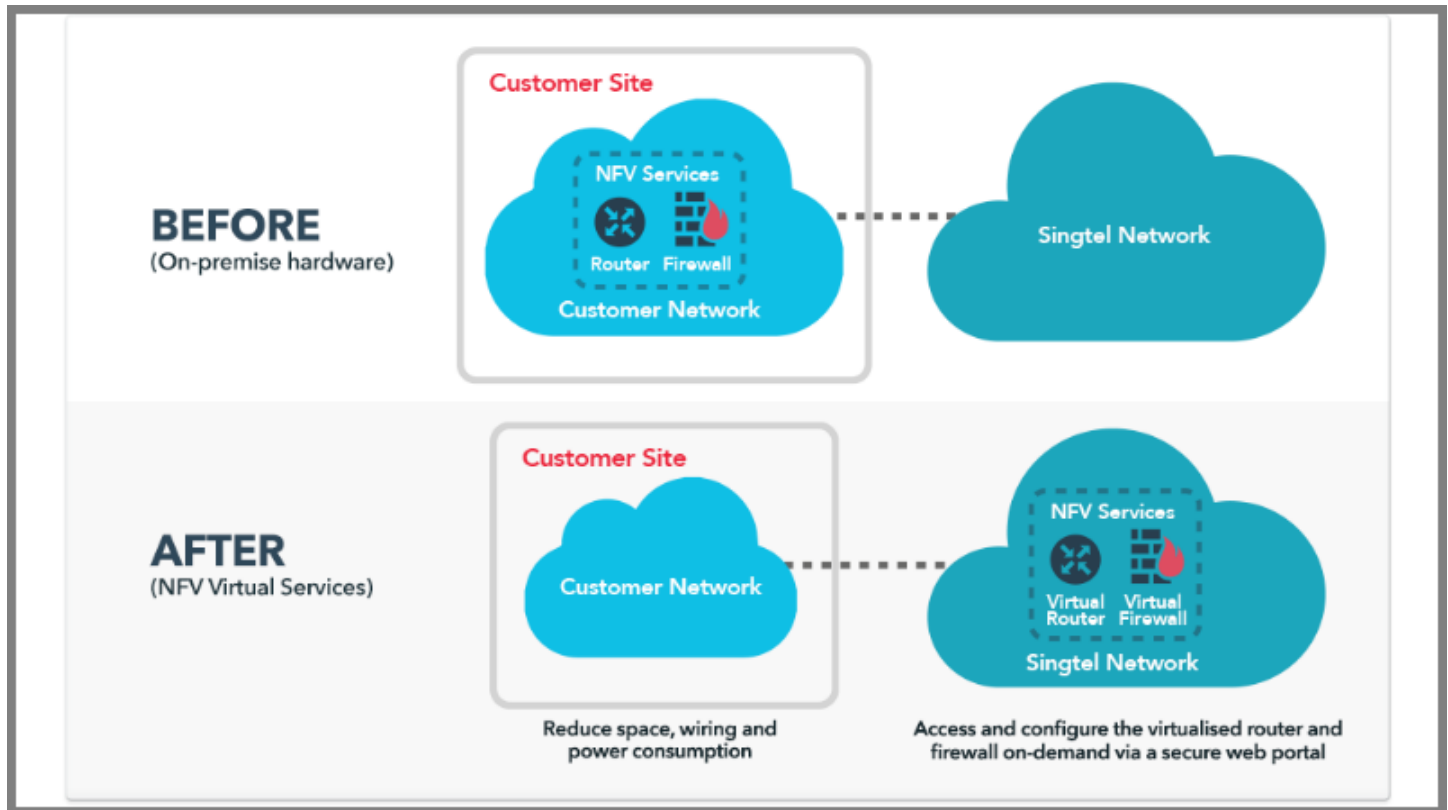 Customer Site
NFV Services
Router Firewall
Customer Network
BEFORE
(On-premise hardware)
Singtel Network
Customer Site
Customer Network
AFTER
(NFV Virtual Services)
NFV Services
Virtual Virtual
Router Firewall
Singtel Network
Reduce space, wiring and
power consumption
Access and configure the virtualised router and
firewall on-demand via a secure web portal